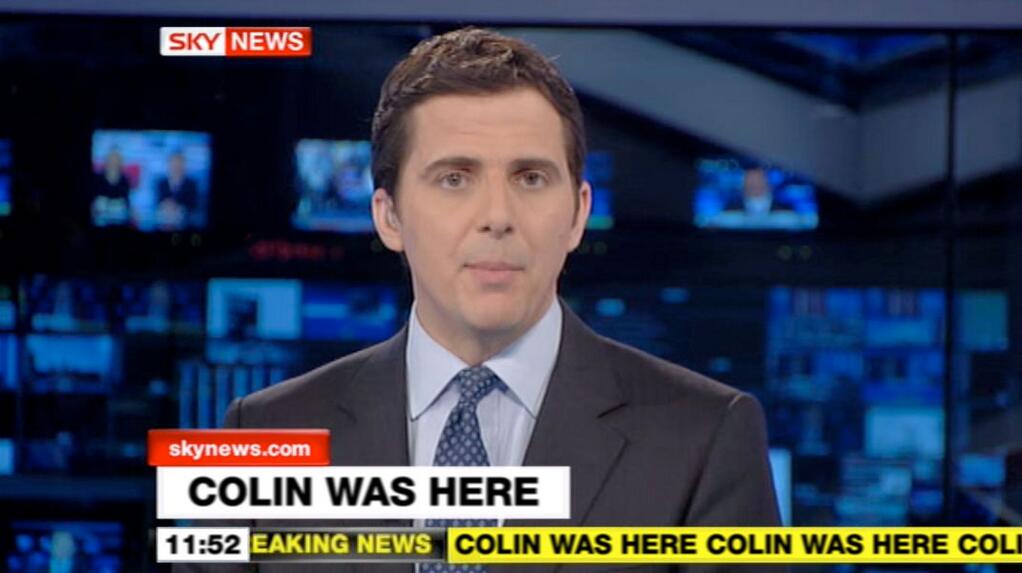 SKY NEWS
skynews.com
COLIN WAS HERE
11:52 EAKING NEWS COLIN WAS HERE COLIN WAS HERE COLI